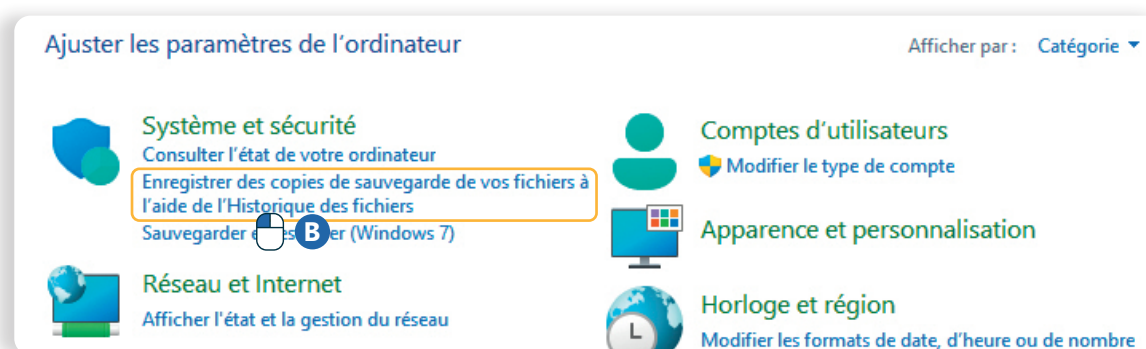 Ajuster les paramètres de l'ordinateur
Afficher par : Catégorie
Système et sécurité
Consulter l'état de votre ordinateur
Enregistrer des copies de sauvegarde de vos fichiers à
l'aide de l'Historique des fichiers
Sauvegarder er (Windows 7)
B
Réseau et Internet
Afficher l'état et la gestion du réseau
Comptes d'utilisateurs
Modifier le type de compte
Apparence et personnalisation
Horloge et région
Modifier les formats de date, d'heure ou de nombre